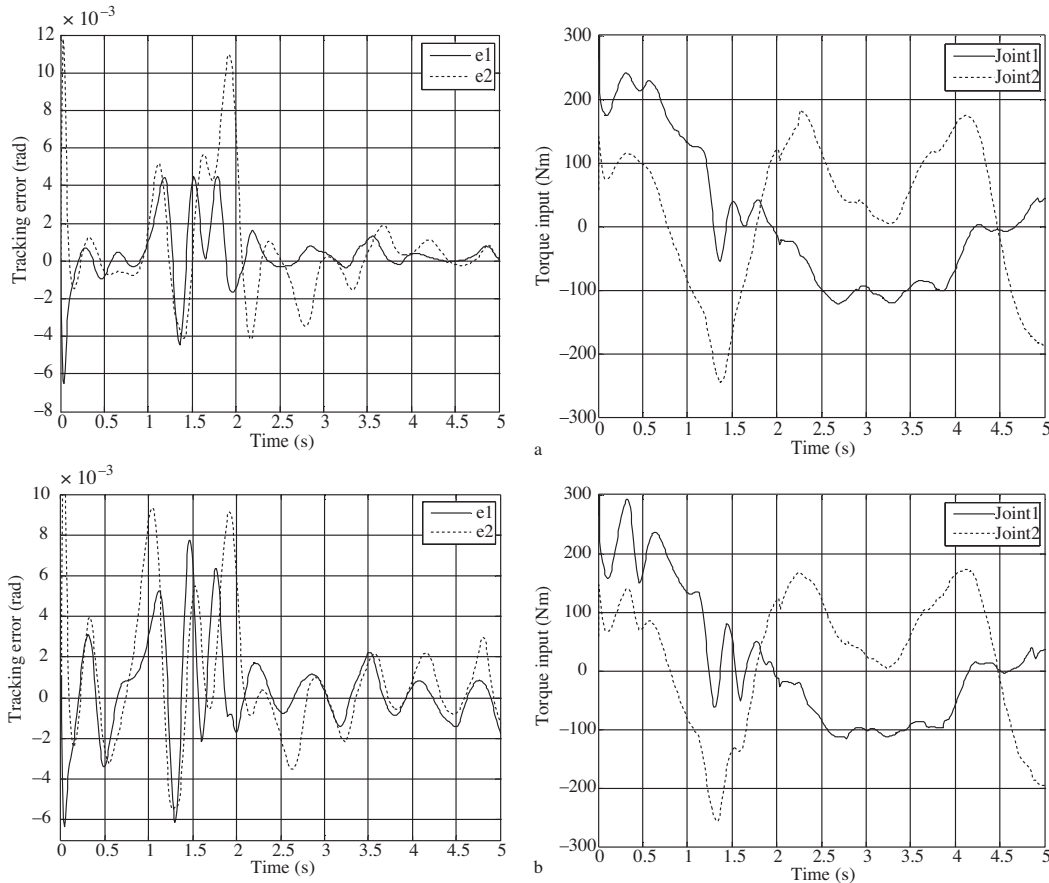 × 10−3
12
10
8
6
4
2
0
−2
−4
−6
−8
Tracking error (rad)
e1
e2
0 0.5 1 1.5 2 2.5 3 3.5 4 4.5 5
Time (s)
300
200
100
0
−100
−200
−300
Torque input (Nm)
Joint1
Joint2
0 0.5 1 1.5 2 2.5 3 3.5 4 4.5 5
Time (s)
a
× 10−3
10
8
6
4
2
0
−2
−4
−6
Tracking error (rad)
e1
e2
0 0.5 1 1.5 2 2.5 3 3.5 4 4.5 5
Time (s)
300
200
100
0
−100
−200
−300
Torque input (Nm)
Joint1
Joint2
0 0.5 1 1.5 2 2.5 3 3.5 4 4.5 5
Time (s)
b